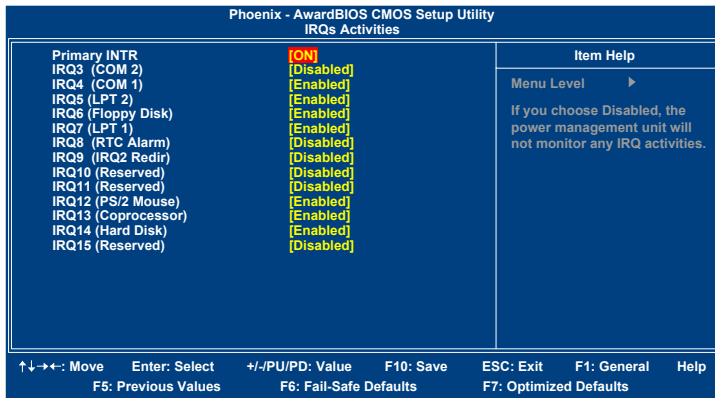 Phoenix - AwardBIOS CMOS Setup Utility
IRQs Activities
Primary INTR [ON]
IRQ3 (COM 2) [Disabled]
IRQ4 (COM 1) [Enabled]
IRQ5 (LPT 2) [Enabled]
IRQ6 (Floppy Disk) [Enabled]
IRQ7 (LPT 1) [Enabled]
IRQ8 (RTC Alarm) [Disabled]
IRQ9 (IRQ2 Redir) [Disabled]
IRQ10 (Reserved) [Disabled]
IRQ11 (Reserved) [Disabled]
IRQ12 (PS/2 Mouse) [Enabled]
IRQ13 (Coprocessor) [Enabled]
IRQ14 (Hard Disk) [Enabled]
IRQ15 (Reserved) [Disabled]
Item Help
Menu Level ▶
If you choose Disabled, the
power management unit will
not monitor any IRQ activities.
↑↓→←: Move Enter: Select +/-/PU/PD: Value F10: Save ESC: Exit F1: General Help
F5: Previous Values F6: Fail-Safe Defaults F7: Optimized Defaults